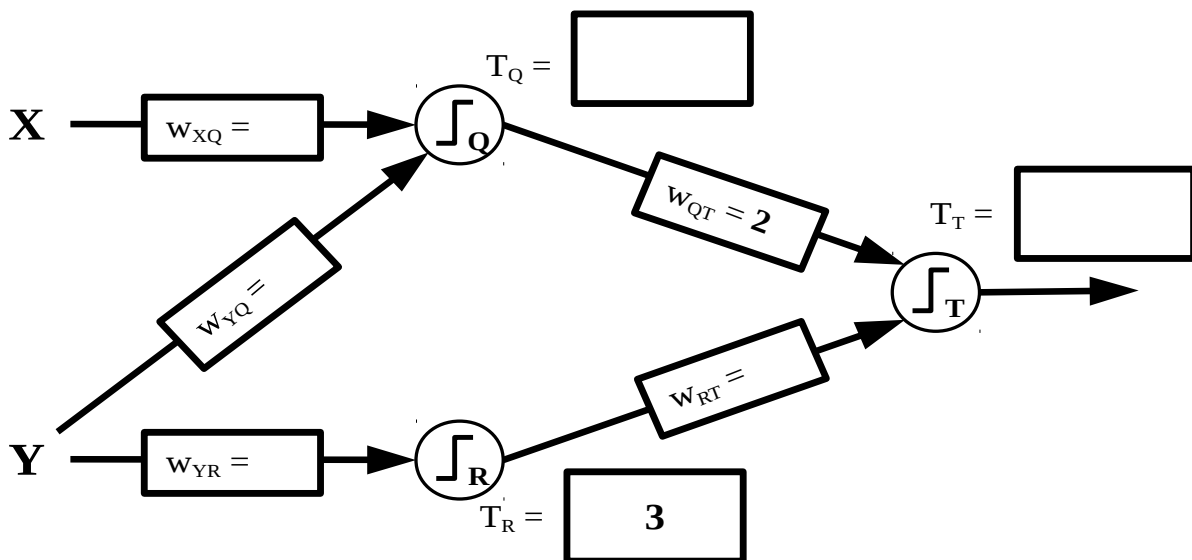 T_Q =
X
w_XQ =
Q
w_QT = 2
T_T =
w_YQ =
T
w_RT =
Y
w_YR =
R
T_R =
3